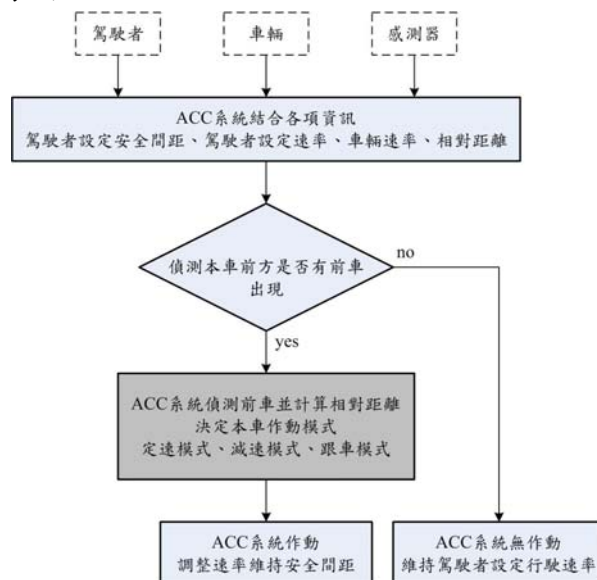 駕駛者
車輛
感測器
ACC系統結合各項資訊
駕駛者設定安全間距、駕駛者設定速率、車輛速率、相對距離
偵測本車前方是否有前車
出現
no
yes
ACC系統偵測前車並計算相對距離
決定本車作動模式
定速模式、減速模式、跟車模式
ACC系統作動
調整速率維持安全間距
ACC系統無作動
維持駕駛者設定行駛速率